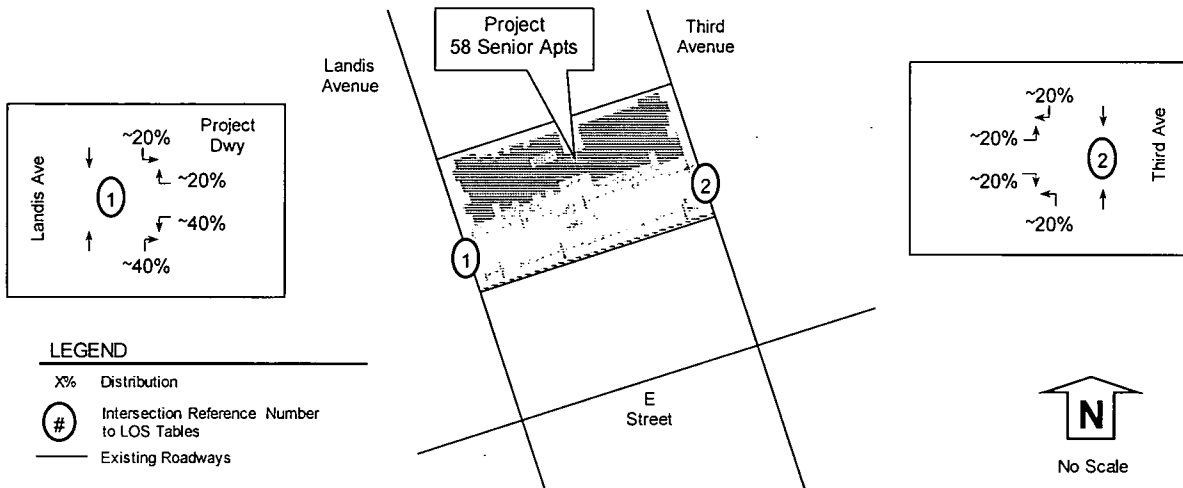 Project
58 Senior Apts
Third
Avenue
Landis
Avenue
~20%
Project
Dwy
~20%
~40%
~40%
Landis Ave
1
~20%
~20%
~20%
~20%
2
Third Ave
2
1
LEGEND
X% Distribution
# Intersection Reference Number
to LOS Tables
Existing Roadways
E
Street
N
No Scale